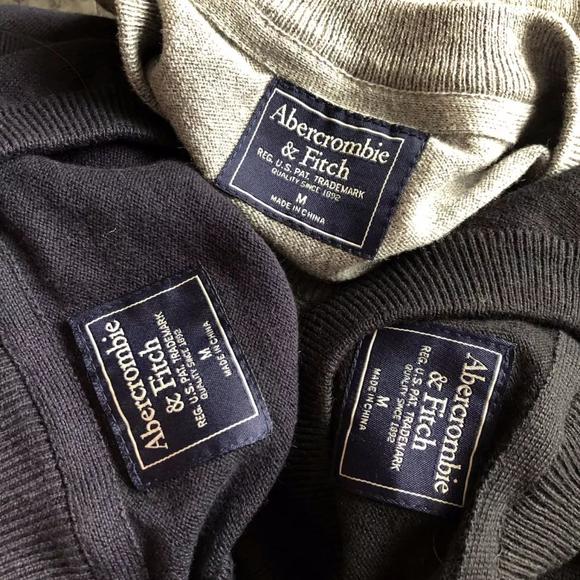 Abercrombie
& Fitch
REG. U.S. PAT. TRADEMARK
QUALITY SINCE 1892
M
MADE IN CHINA
Abercrombie
& Fitch
REG. U.S. PAT. TRADEMARK
QUALITY SINCE 1892
M
MADE IN CHINA
Abercrombie
& Fitch
REG. U.S. PAT. TRADEMARK
QUALITY SINCE 1892
M
MADE IN CHINA